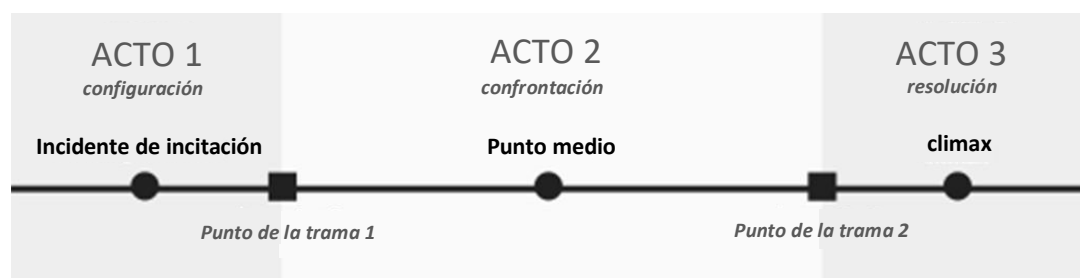 ACTO 1
configuración
Incidente de incitación
Punto de la trama 1
ACTO 2
confrontación
Punto medio
Punto de la trama 2
ACTO 3
resolución
climax